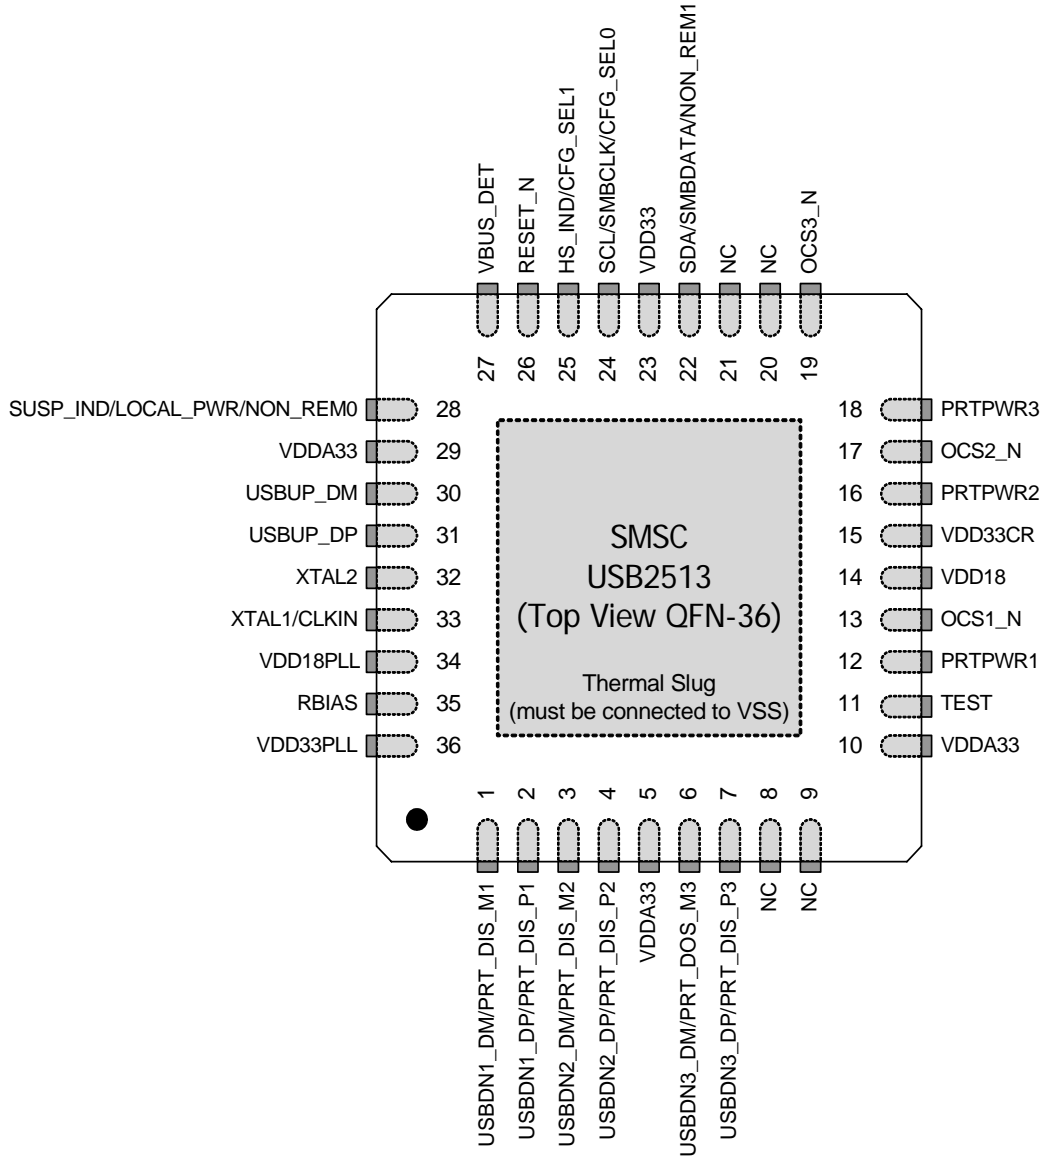 VBUS_DET
RESET_N
HS_IND/CFG_SEL1
SCL/SMBCLK/CFG_SEL0
VDD33
SDA/SMBDATA/NON_REM1
NC
NC
OCS3_N
27
26
25
24
23
22
21
20
19
SUSP_IND/LOCAL_PWR/NON_REM0 28
VDDA33 29
USBUP_DM 30
USBUP_DP 31
XTAL2 32
XTAL1/CLKIN 33
VDD18PLL 34
RBIAS 35
VDD33PLL 36
SMSC
USB2513
(Top View QFN-36)
Thermal Slug
(must be connected to VSS)
18 PRTPWR3
17 OCS2_N
16 PRTPWR2
15 VDD33CR
14 VDD18
13 OCS1_N
12 PRTPWR1
11 TEST
10 VDDA33
1
2
3
4
5
6
7
8
9
USBDN1_DM/PRT_DIS_M1
USBDN1_DP/PRT_DIS_P1
USBDN2_DM/PRT_DIS_M2
USBDN2_DP/PRT_DIS_P2
VDDA33
USBDN3_DM/PRT_DOS_M3
USBDN3_DP/PRT_DIS_P3
NC
NC